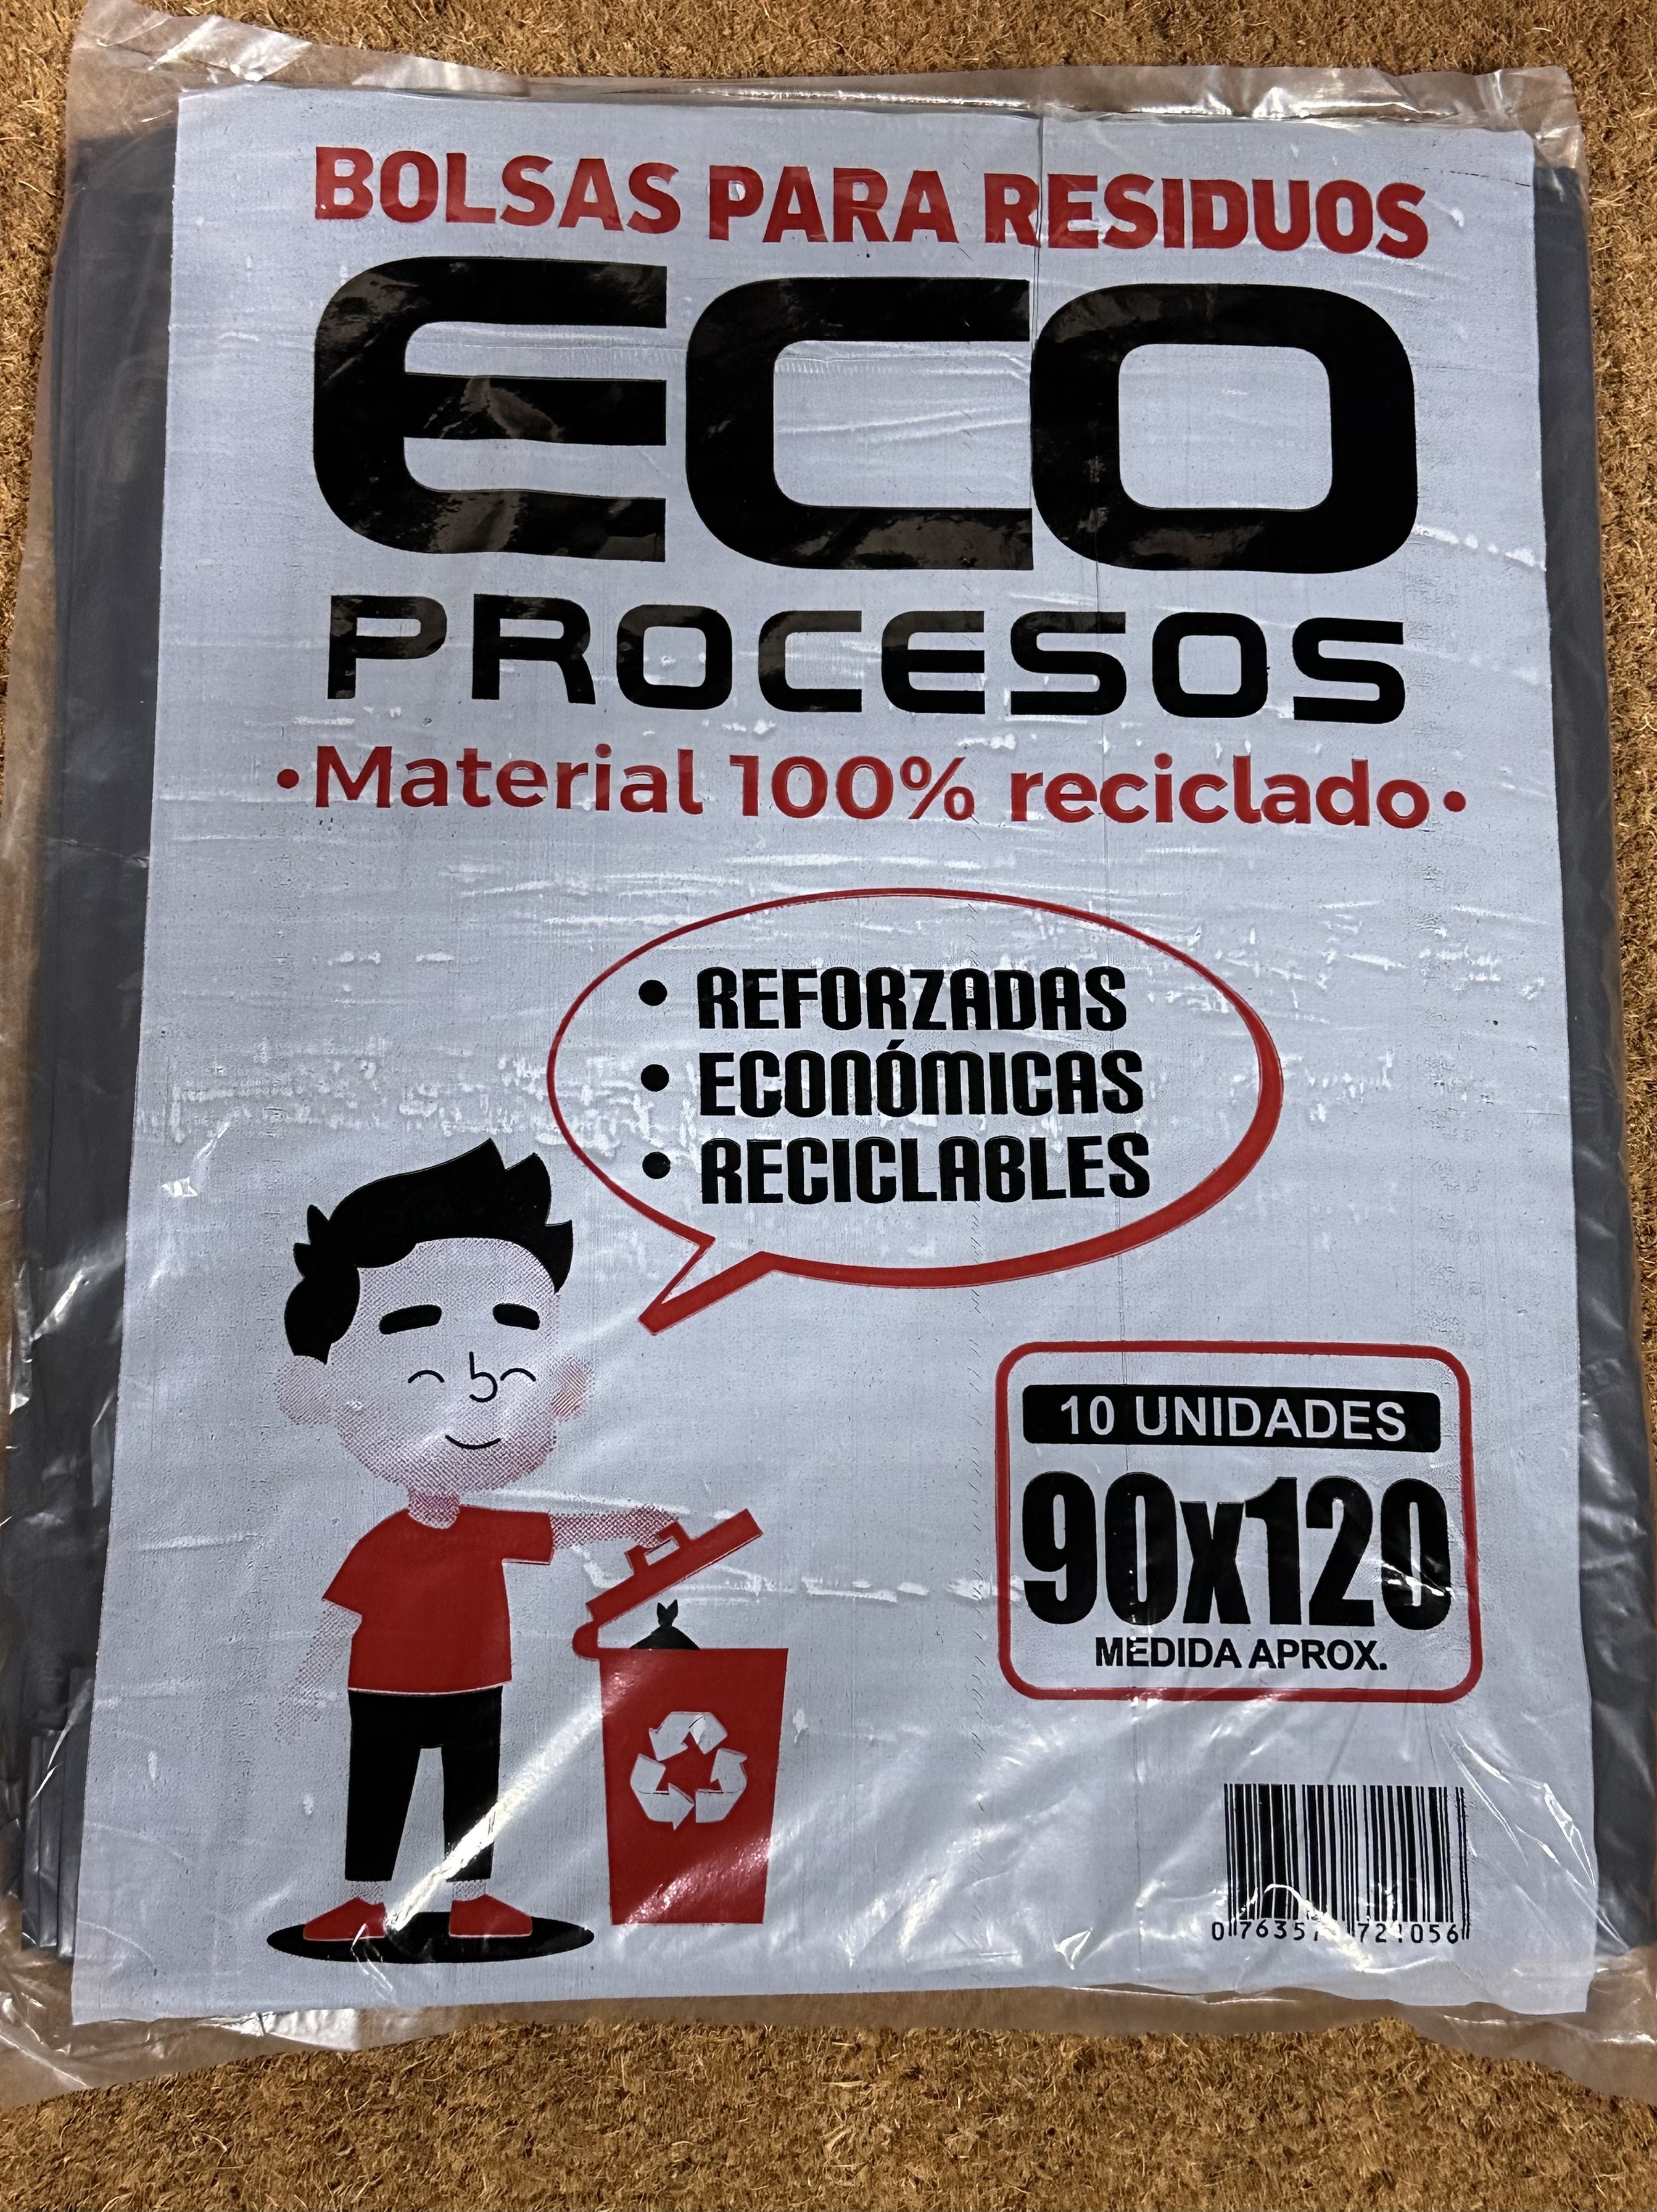 BOLSAS PARA RESIDUOS
ECO
PROCESOS
•Material 100% reciclado•
• REFORZADAS
• ECONÓMICAS
• RECICLABLES
10 UNIDADES
90x120
MEDIDA APROX.